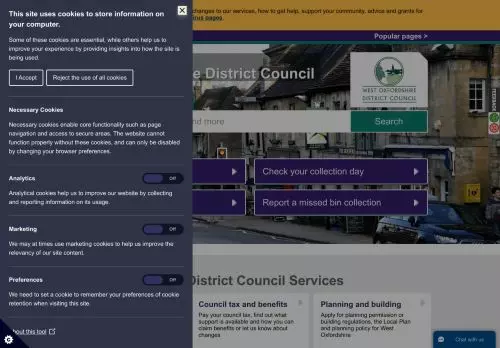 This site uses cookies to store information on
your computer.
Some of these cookies are essential, while others help us to
improve your experience by providing insights into how the site is
being used.
I Accept
Reject the use of all cookies
Necessary Cookies
Necessary cookies enable core functionality such as page
navigation and access to secure areas. The website cannot
function properly without these cookies, and can only be disabled
by changing your browser preferences.
Analytics
Off
Analytical cookies help us to improve our website by collecting
and reporting information on its usage.
Marketing
Off
We may at times use marketing cookies to help us improve the
relevancy of our site content.
Preferences
Off
We need to set a cookie to remember your preferences of cookie
retention when visiting this site.
About this tool
changes to our services, how to get help, support your community, advice and grants for
rus pages.
Popular pages >
e District Council
WEST OXFORDSHIRE
DISTRICT COUNCIL
nd more
Search
FEEDBACK
Check your collection day
Report a missed bin collection
District Council Services
Council tax and benefits
Pay your council tax, find out what
support is available and how you can
claim benefits or let us know about
changes
Planning and building
Apply for planning permission or
building regulations, the Local Plan
and planning policy for West
Oxfordshire
Chat with us